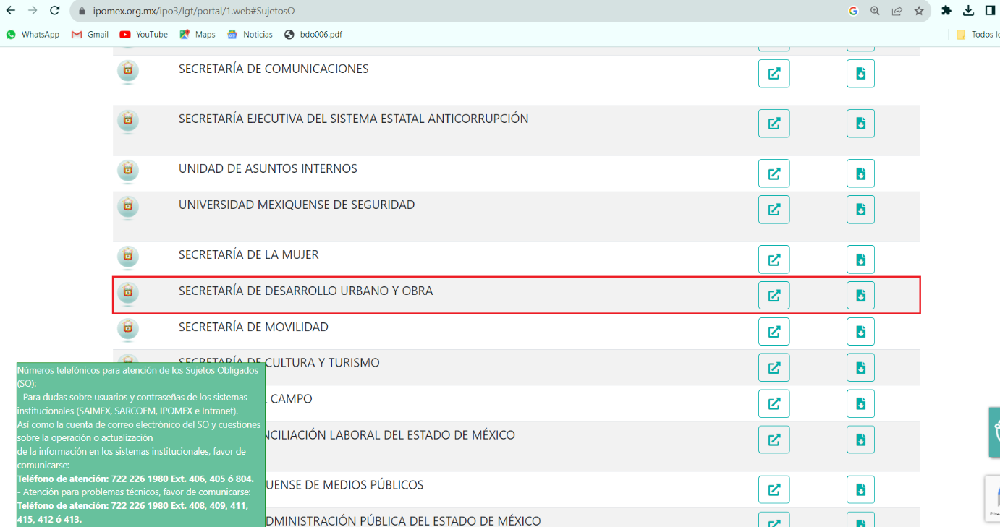 ipomex.org.mx/ipo3/lgt/portal/1.web#SujetosO
WhatsApp Gmail YouTube Maps Noticias bdo006.pdf Todos lo
SECRETARÍA DE COMUNICACIONES
SECRETARÍA EJECUTIVA DEL SISTEMA ESTATAL ANTICORRUPCIÓN
UNIDAD DE ASUNTOS INTERNOS
UNIVERSIDAD MEXIQUENSE DE SEGURIDAD
SECRETARÍA DE LA MUJER
SECRETARÍA DE DESARROLLO URBANO Y OBRA
SECRETARÍA DE MOVILIDAD
SECRETARÍA DE CULTURA Y TURISMO
CAMPO
NCILIACIÓN LABORAL DEL ESTADO DE MÉXICO
UENSE DE MEDIOS PÚBLICOS
DMINISTRACIÓN PÚBLICA DEL ESTADO DE MÉXICO
Números telefónicos para atención de los Sujetos Obligados
(SO):
- Para dudas sobre usuarios y contraseñas de los sistemas
institucionales (SAIMEX, SARCOEM, IPOMEX e Intranet).
Así como la cuenta de correo electrónico del SO y cuestiones
sobre la operación o actualización
de la información en los sistemas institucionales, favor de
comunicarse:
Teléfono de atención: 722 226 1980 Ext. 406, 405 ó 804.
- Atención para problemas técnicos, favor de comunicarse:
Teléfono de atención: 722 226 1980 Ext. 408, 409, 411,
415, 412 ó 413.